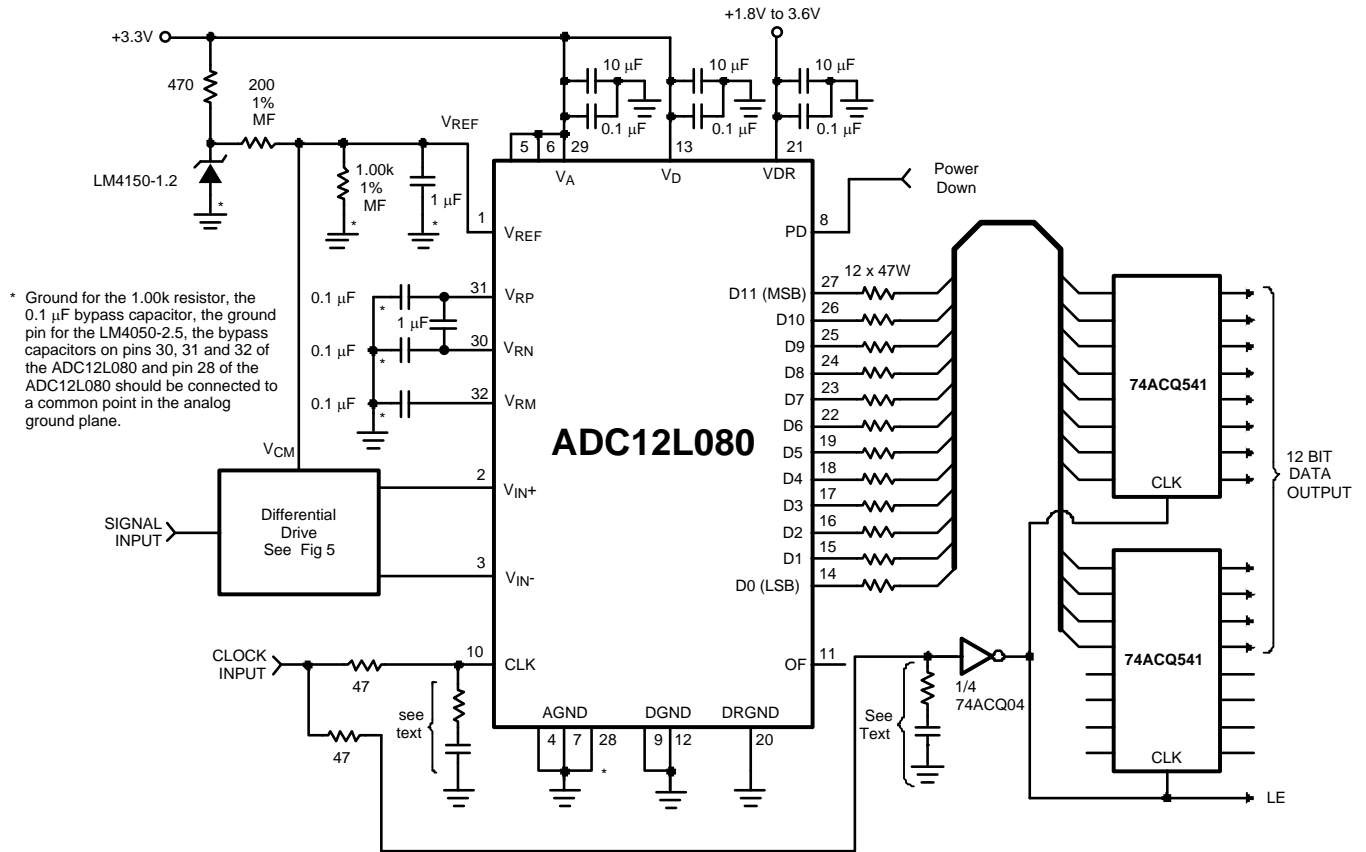 +1.8V to 3.6V
+3.3V
470
200
1%
MF
VREF
10 µF
10 µF
10 µF
0.1 µF
0.1 µF
0.1 µF
5
6
29
13
21
VA
VD
VDR
LM4150-1.2
*
1.00k
1%
MF
*
1 µF
*
Power
Down
1
VREF
8
PD
* Ground for the 1.00k resistor, the
0.1 µF bypass capacitor, the ground
pin for the LM4050-2.5, the bypass
capacitors on pins 30, 31 and 32 of
the ADC12L080 and pin 28 of the
ADC12L080 should be connected to
a common point in the analog
ground plane.
0.1 µF
*
31
VRP
1 µF
0.1 µF
*
30
VRN
0.1 µF
*
32
VRM
ADC12L080
12 x 47W
D11 (MSB)
27
D10
26
D9
25
D8
24
D7
23
D6
22
D5
19
D4
18
D3
17
D2
16
D1
15
D0 (LSB)
14
74ACQ541
CLK
12 BIT
DATA
OUTPUT
VCM
2
VIN+
SIGNAL
INPUT
Differential
Drive
See Fig 5
3
VIN-
CLOCK
INPUT
47
47
10
CLK
see
text
OF
11
See
Text
1/4
74ACQ04
74ACQ541
CLK
LE
AGND
DGND
DRGND
4
7
28
9
12
20
*